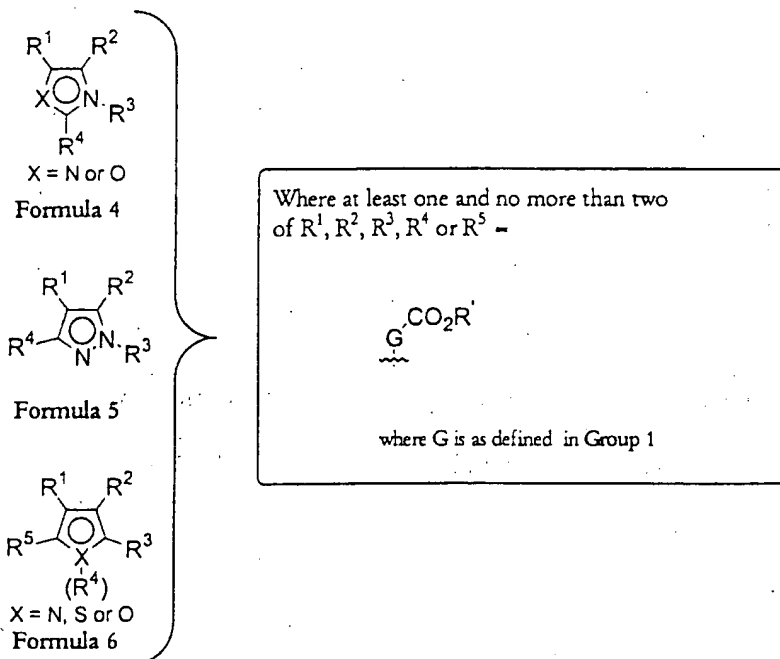 R¹ R²
X N R³
R⁴
X = N or O
Formula 4
R¹ R²
R⁴ N N R³
Formula 5
R¹ R²
R⁵ X R³
(R⁴)
X = N, S or O
Formula 6
Where at least one and no more than two
of R¹, R², R³, R⁴ or R⁵ =
G CO₂R'
where G is as defined in Group 1